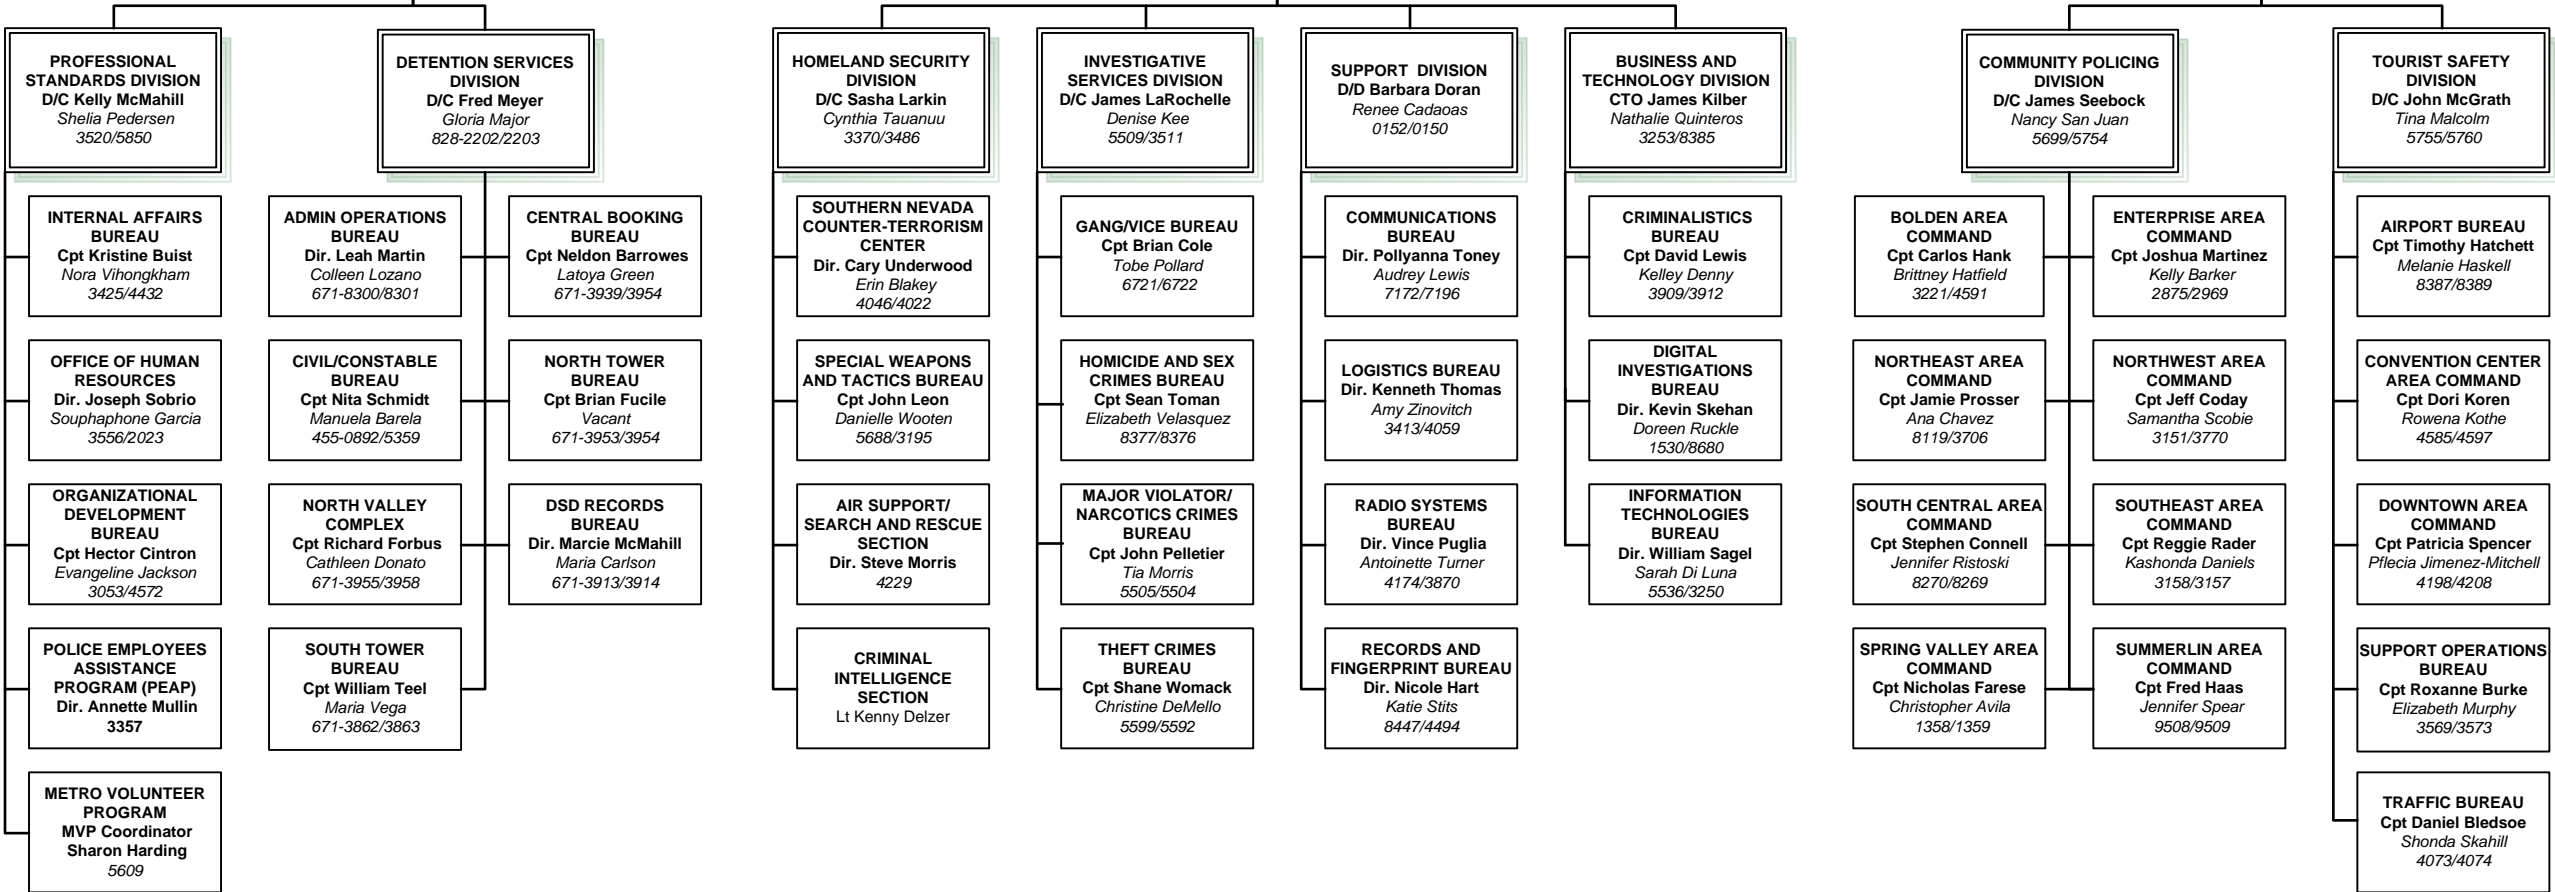 PROFESSIONAL
STANDARDS DIVISION
D/C Kelly McMahill
Shelia Pedersen
3520/5850
INTERNAL AFFAIRS
BUREAU
Cpt Kristine Buist
Nora Vihongkham
3425/4432
OFFICE OF HUMAN
RESOURCES
Dir. Joseph Sobrio
Souphaphone Garcia
3556/2023
ORGANIZATIONAL
DEVELOPMENT
BUREAU
Cpt Hector Cintron
Evangeline Jackson
3053/4572
POLICE EMPLOYEES
ASSISTANCE
PROGRAM (PEAP)
Dir. Annette Mullin
3357
METRO VOLUNTEER
PROGRAM
MVP Coordinator
Sharon Harding
5609
DETENTION SERVICES
DIVISION
D/C Fred Meyer
Gloria Major
828-2202/2203
ADMIN OPERATIONS
BUREAU
Dir. Leah Martin
Colleen Lozano
671-8300/8301
CENTRAL BOOKING
BUREAU
Cpt Neldon Barrowes
Latoya Green
671-3939/3954
CIVIL/CONSTABLE
BUREAU
Cpt Nita Schmidt
Manuela Barela
455-0892/5359
NORTH TOWER
BUREAU
Cpt Brian Fucile
Vacant
671-3953/3954
NORTH VALLEY
COMPLEX
Cpt Richard Forbus
Cathleen Donato
671-3955/3958
DSD RECORDS
BUREAU
Dir. Marcie McMahill
Maria Carlson
671-3913/3914
SOUTH TOWER
BUREAU
Cpt William Teel
Maria Vega
671-3862/3863
HOMELAND SECURITY
DIVISION
D/C Sasha Larkin
Cynthia Tauanuu
3370/3486
SOUTHERN NEVADA
COUNTER-TERRORISM
CENTER
Dir. Cary Underwood
Erin Blakey
4046/4022
SPECIAL WEAPONS
AND TACTICS BUREAU
Cpt John Leon
Danielle Wooten
5688/3195
AIR SUPPORT/
SEARCH AND RESCUE
SECTION
Dir. Steve Morris
4229
CRIMINAL
INTELLIGENCE
SECTION
Lt Kenny Delzer
INVESTIGATIVE
SERVICES DIVISION
D/C James LaRochelle
Denise Kee
5509/3511
GANG/VICE BUREAU
Cpt Brian Cole
Tobe Pollard
6721/6722
HOMICIDE AND SEX
CRIMES BUREAU
Cpt Sean Toman
Elizabeth Velasquez
8377/8376
MAJOR VIOLATOR/
NARCOTICS CRIMES
BUREAU
Cpt John Pelletier
Tia Morris
5505/5504
THEFT CRIMES
BUREAU
Cpt Shane Womack
Christine DeMello
5599/5592
SUPPORT DIVISION
D/D Barbara Doran
Renee Cadaoas
0152/0150
COMMUNICATIONS
BUREAU
Dir. Pollyanna Toney
Audrey Lewis
7172/7196
LOGISTICS BUREAU
Dir. Kenneth Thomas
Amy Zinovitch
3413/4059
RADIO SYSTEMS
BUREAU
Dir. Vince Puglia
Antoinette Turner
4174/3870
RECORDS AND
FINGERPRINT BUREAU
Dir. Nicole Hart
Katie Stits
8447/4494
BUSINESS AND
TECHNOLOGY DIVISION
CTO James Kilber
Nathalie Quinteros
3253/8385
CRIMINALISTICS
BUREAU
Cpt David Lewis
Kelley Denny
3909/3912
DIGITAL
INVESTIGATIONS
BUREAU
Dir. Kevin Skehan
Doreen Ruckle
1530/8680
INFORMATION
TECHNOLOGIES
BUREAU
Dir. William Sagel
Sarah Di Luna
5536/3250
COMMUNITY POLICING
DIVISION
D/C James Seebock
Nancy San Juan
5699/5754
BOLDEN AREA
COMMAND
Cpt Carlos Hank
Brittney Hatfield
3221/4591
ENTERPRISE AREA
COMMAND
Cpt Joshua Martinez
Kelly Barker
2875/2969
NORTHEAST AREA
COMMAND
Cpt Jamie Prosser
Ana Chavez
8119/3706
NORTHWEST AREA
COMMAND
Cpt Jeff Coday
Samantha Scobie
3151/3770
SOUTH CENTRAL AREA
COMMAND
Cpt Stephen Connell
Jennifer Ristoski
8270/8269
SOUTHEAST AREA
COMMAND
Cpt Reggie Rader
Kashonda Daniels
3158/3157
SPRING VALLEY AREA
COMMAND
Cpt Nicholas Farese
Christopher Avila
1358/1359
SUMMERLIN AREA
COMMAND
Cpt Fred Haas
Jennifer Spear
9508/9509
TOURIST SAFETY
DIVISION
D/C John McGrath
Tina Malcolm
5755/5760
AIRPORT BUREAU
Cpt Timothy Hatchett
Melanie Haskell
8387/8389
CONVENTION CENTER
AREA COMMAND
Cpt Dori Koren
Rowena Kothe
4585/4597
DOWNTOWN AREA
COMMAND
Cpt Patricia Spencer
Pflecia Jimenez-Mitchell
4198/4208
SUPPORT OPERATIONS
BUREAU
Cpt Roxanne Burke
Elizabeth Murphy
3569/3573
TRAFFIC BUREAU
Cpt Daniel Bledsoe
Shonda Skahill
4073/4074